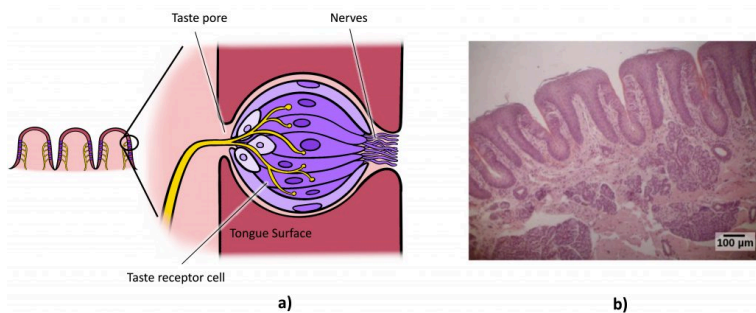 Taste pore
Nerves
Tongue Surface
Taste receptor cell
100 µm
a)
b)